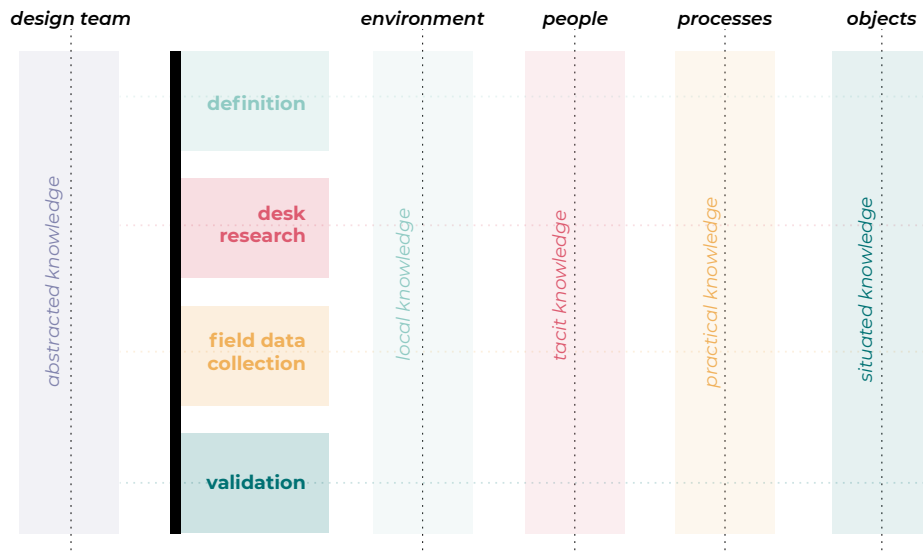 design team
environment
people
processes
objects
definition
desk
research
field data
collection
validation
abstracted knowledge
local knowledge
tacit knowledge
practical knowledge
situated knowledge